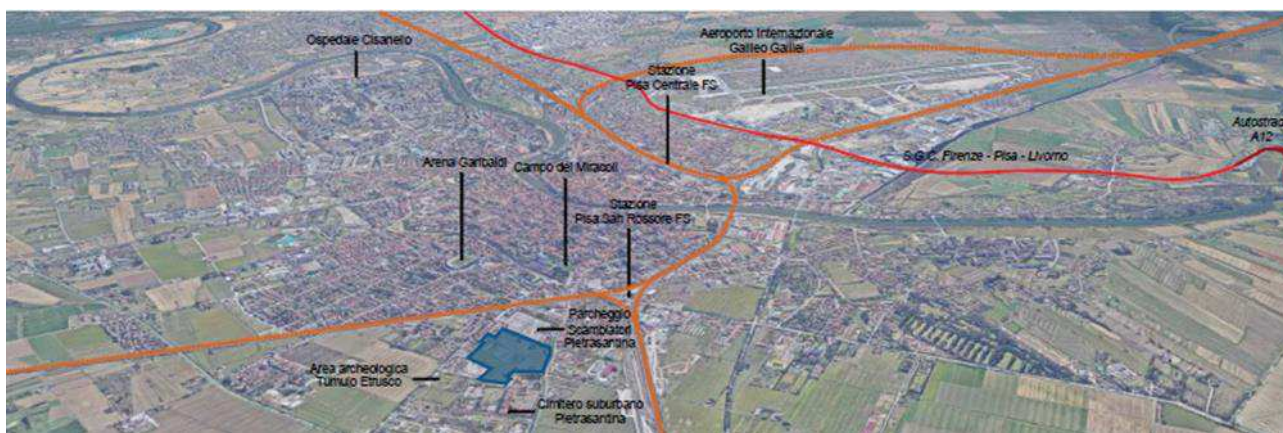 Ospedale Cisanello
Aeroporto Internazionale
Galileo Galilei
Stazione
Pisa Centrale FS
Autostrada
A12
S.G.C. Firenze - Pisa - Livorno
Arena Garibaldi
Campo dei Miracoli
Stazione
Pisa San Rossore FS
Parcheggio
Scambiatori
Pietrasantina
Area archeologica
Tumulo Etrusco
Cimitero suburbano
Pietrasantina